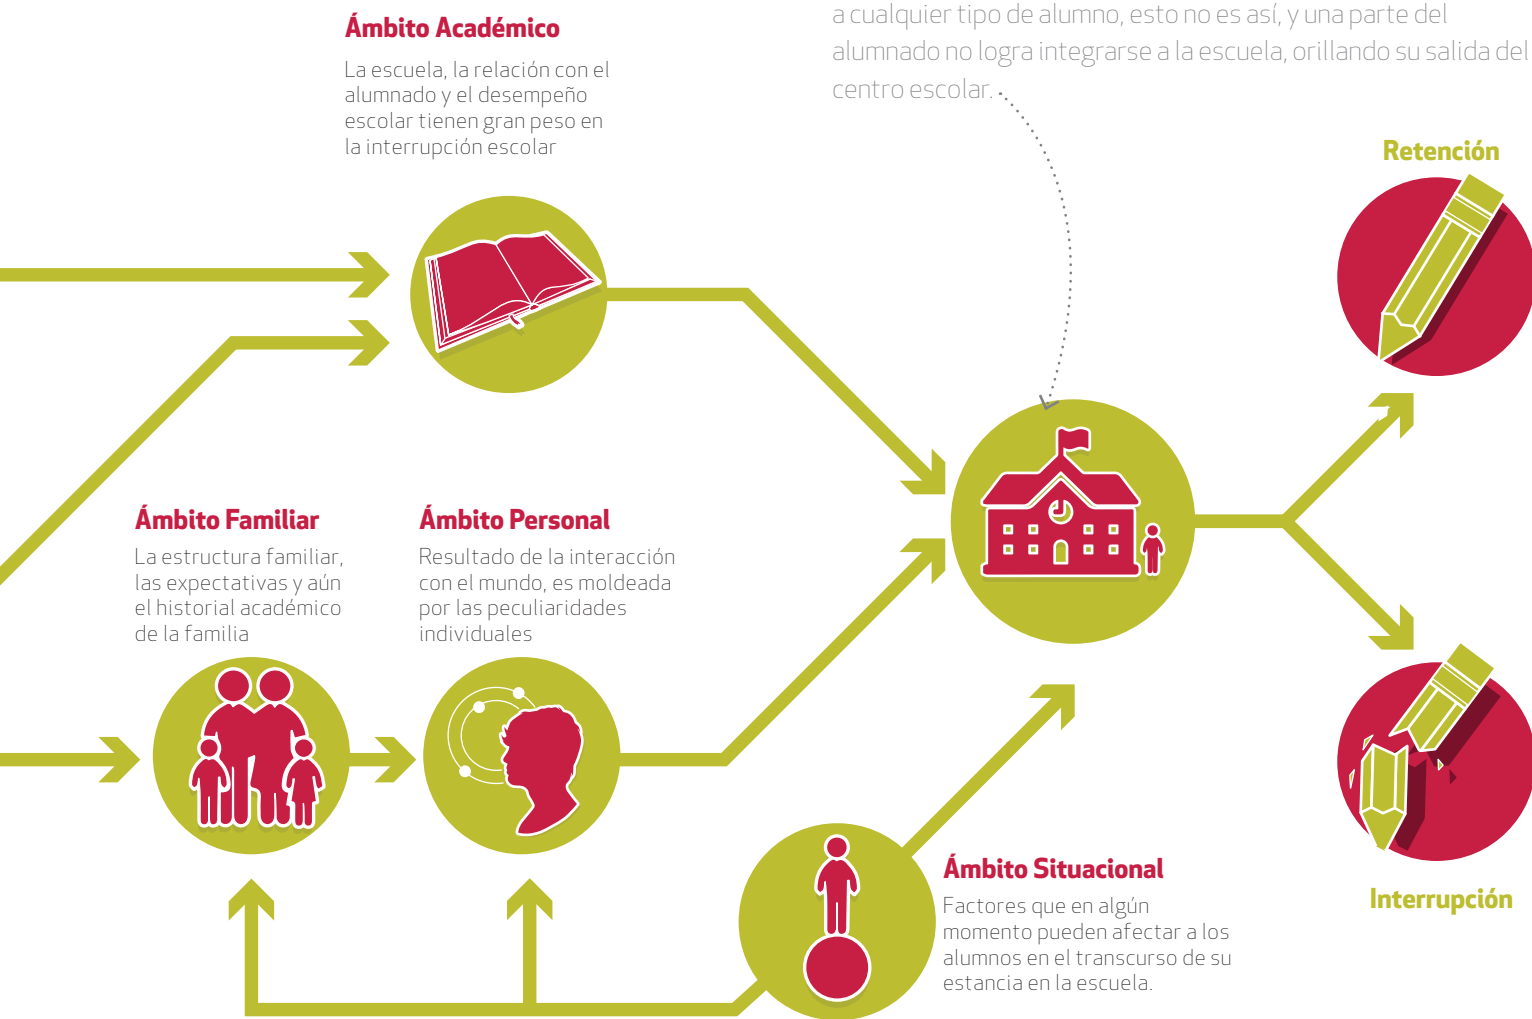 a cualquier tipo de alumno, esto no es así, y una parte del
alumnado no logra integrarse a la escuela, orillando su salida del
centro escolar.
Ámbito Académico
La escuela, la relación con el
alumnado y el desempeño
escolar tienen gran peso en
la interrupción escolar
Retención
Ámbito Familiar
La estructura familiar,
las expectativas y aún
el historial académico
de la familia
Ámbito Personal
Resultado de la interacción
con el mundo, es moldeada
por las peculiaridades
individuales
Ámbito Situacional
Factores que en algún
momento pueden afectar a los
alumnos en el transcurso de su
estancia en la escuela.
Interrupción